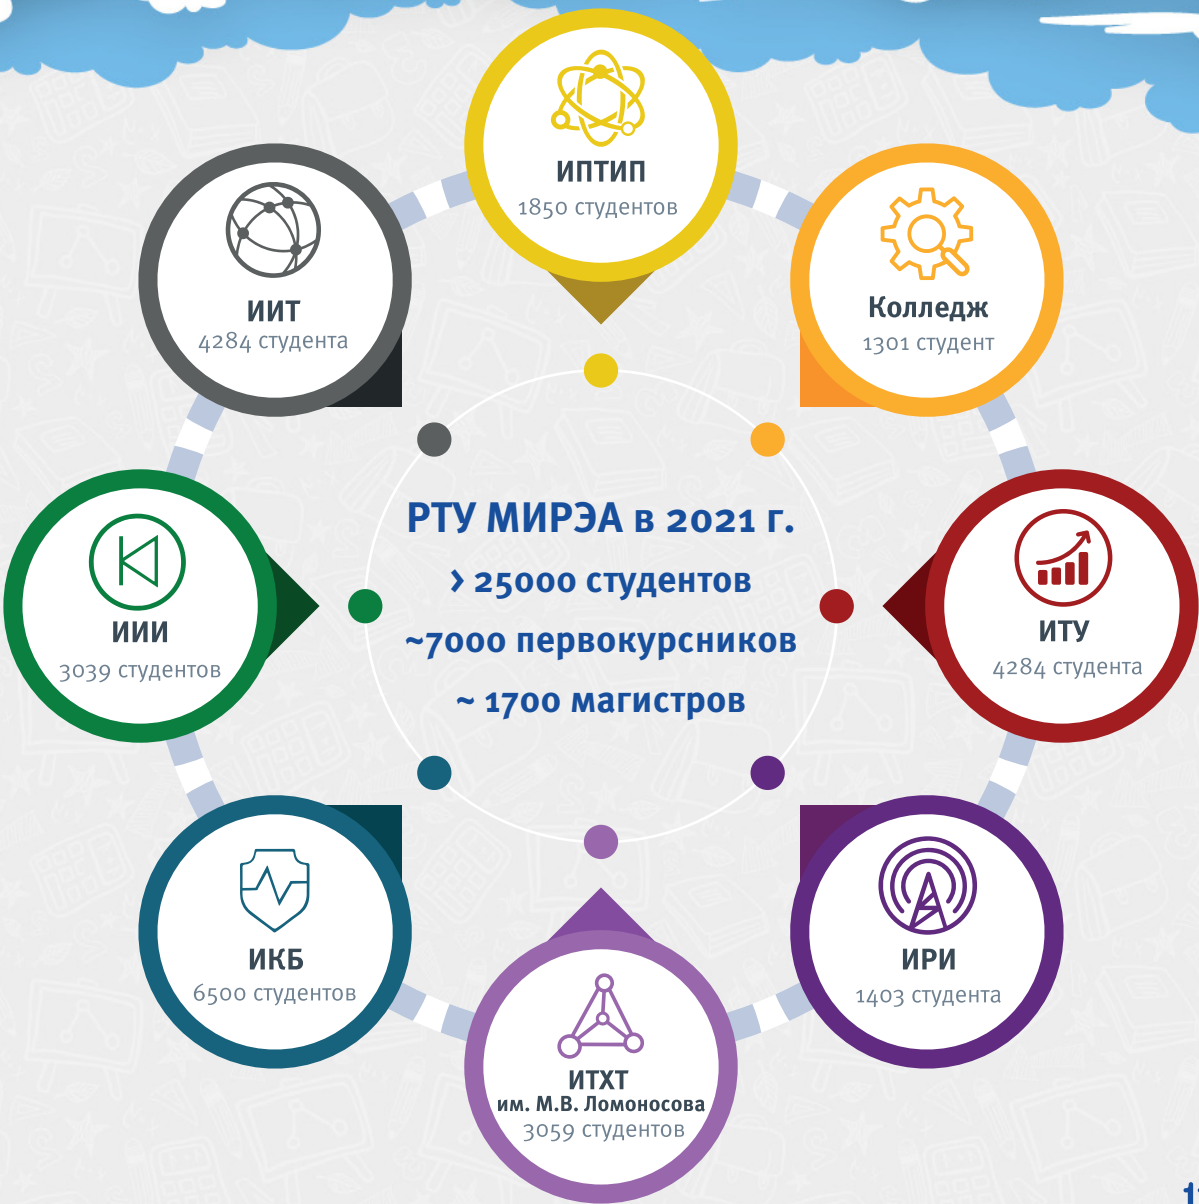 ИПТИП
1850 студентов
ИИТ
4284 студента
Колледж
1301 студент
РТУ МИРЭА в 2021 г.
> 25000 студентов
~7000 первокурсников
~ 1700 магистров
ИИИ
3039 студентов
ИТУ
4284 студента
ИКБ
6500 студентов
ИРИ
1403 студента
ИТХТ
им. М.В. Ломоносова
3059 студентов